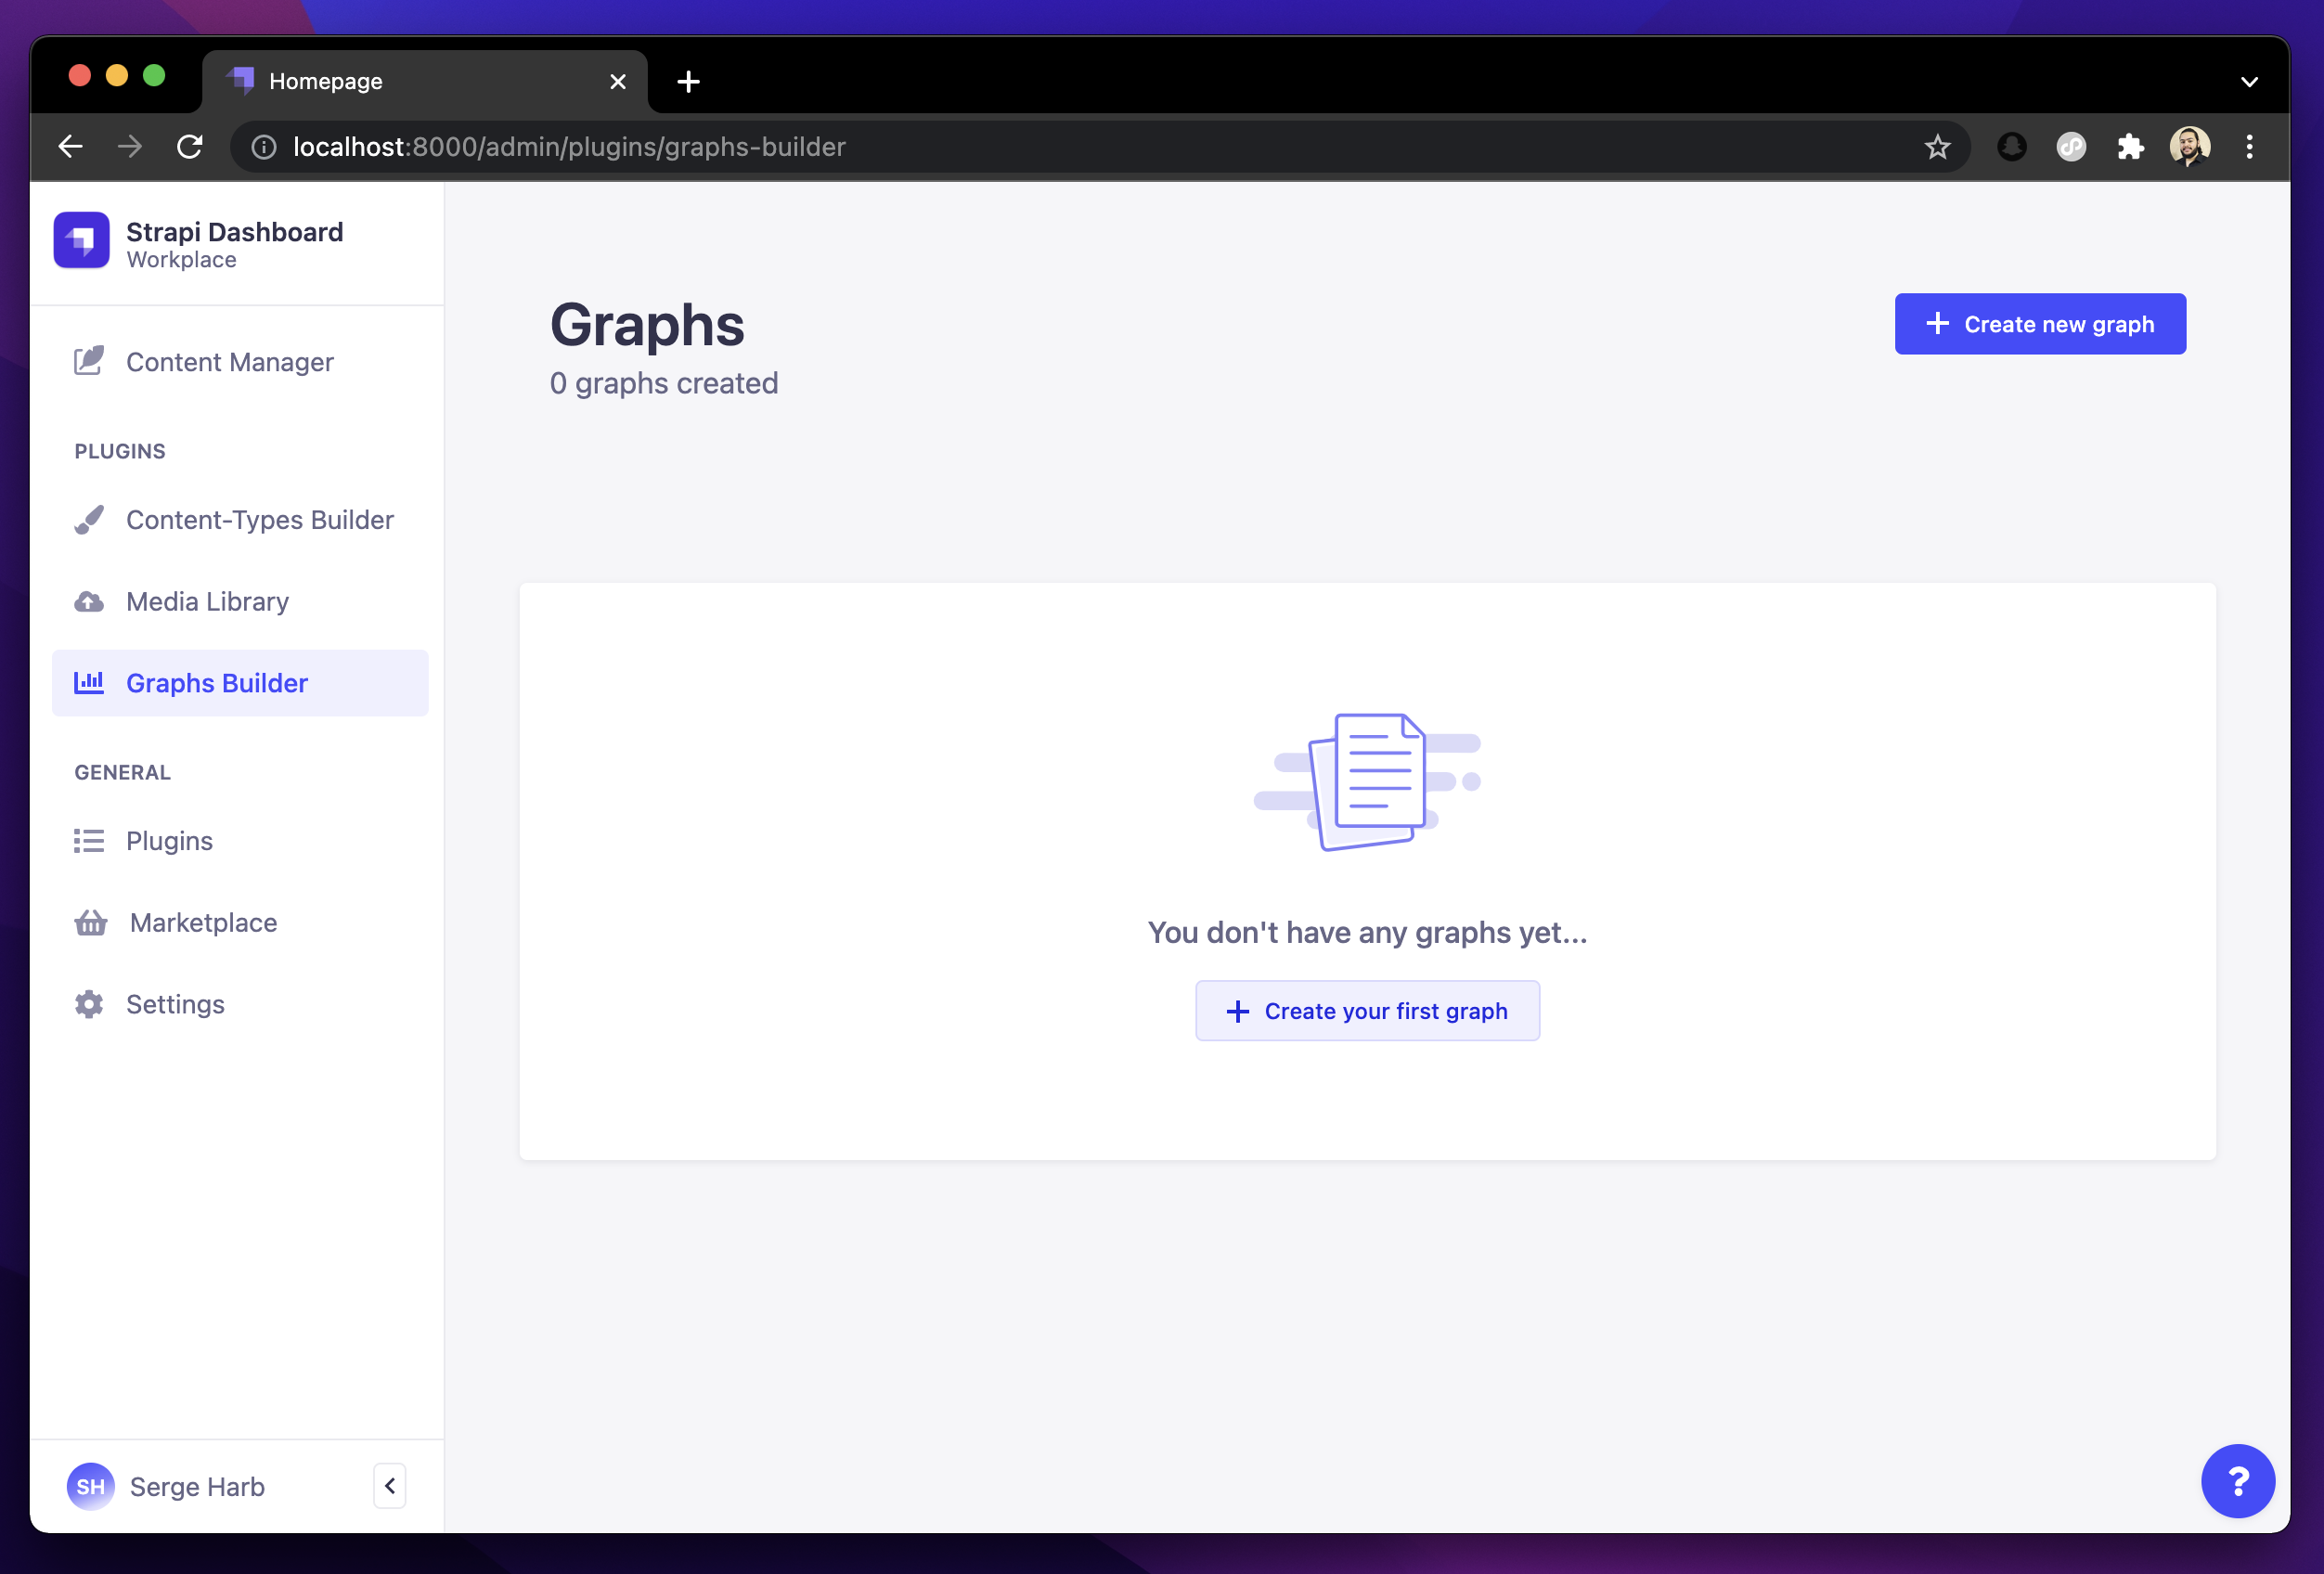 Homepage
localhost:8000/admin/plugins/graphs-builder
Strapi Dashboard
Workplace
Content Manager
PLUGINS
Content-Types Builder
Media Library
Graphs Builder
GENERAL
Plugins
Marketplace
Settings
SH Serge Harb
Graphs
0 graphs created
Create new graph
You don't have any graphs yet...
Create your first graph
?